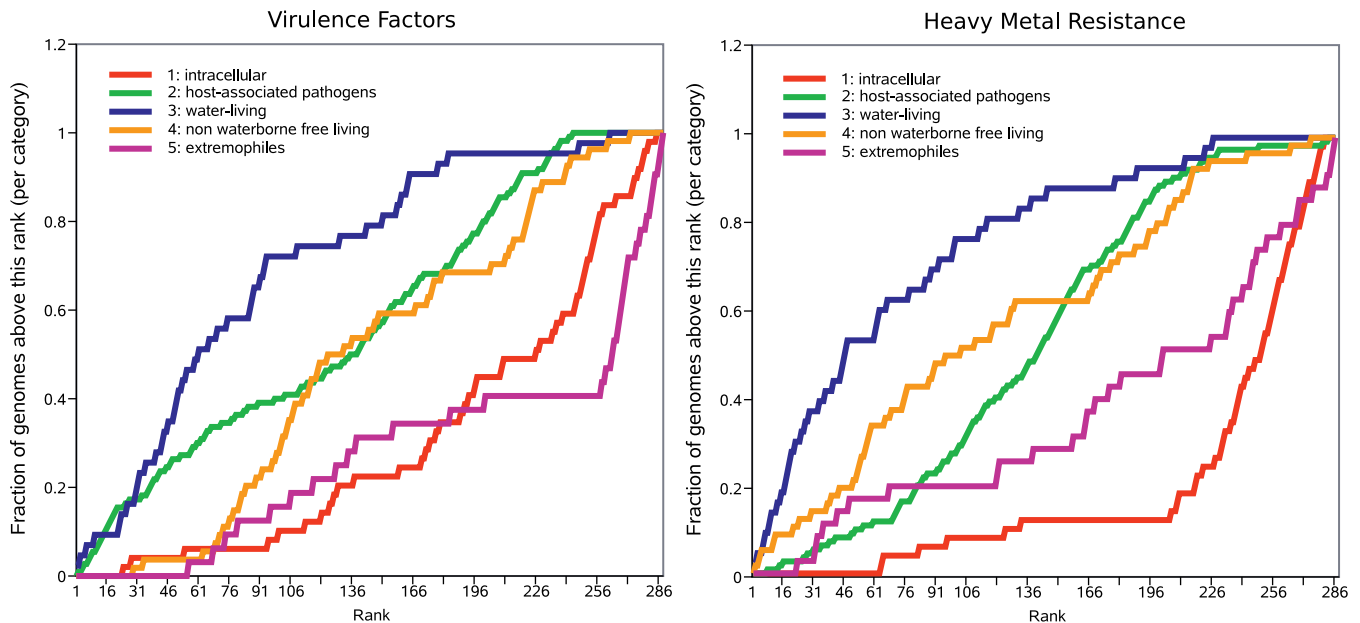 Virulence Factors
Fraction of genomes above this rank (per category)
1.2
1
0.8
0.6
0.4
0.2
0
1: intracellular
2: host-associated pathogens
3: water-living
4: non waterborne free living
5: extremophiles
1 16 31 46 61 76 91 106 136 166 196 226 256 286
Rank
Heavy Metal Resistance
Fraction of genomes above this rank (per category)
1.2
1
0.8
0.6
0.4
0.2
0
1: intracellular
2: host-associated pathogens
3: water-living
4: non waterborne free living
5: extremophiles
1 16 31 46 61 76 91 106 136 166 196 226 256 286
Rank